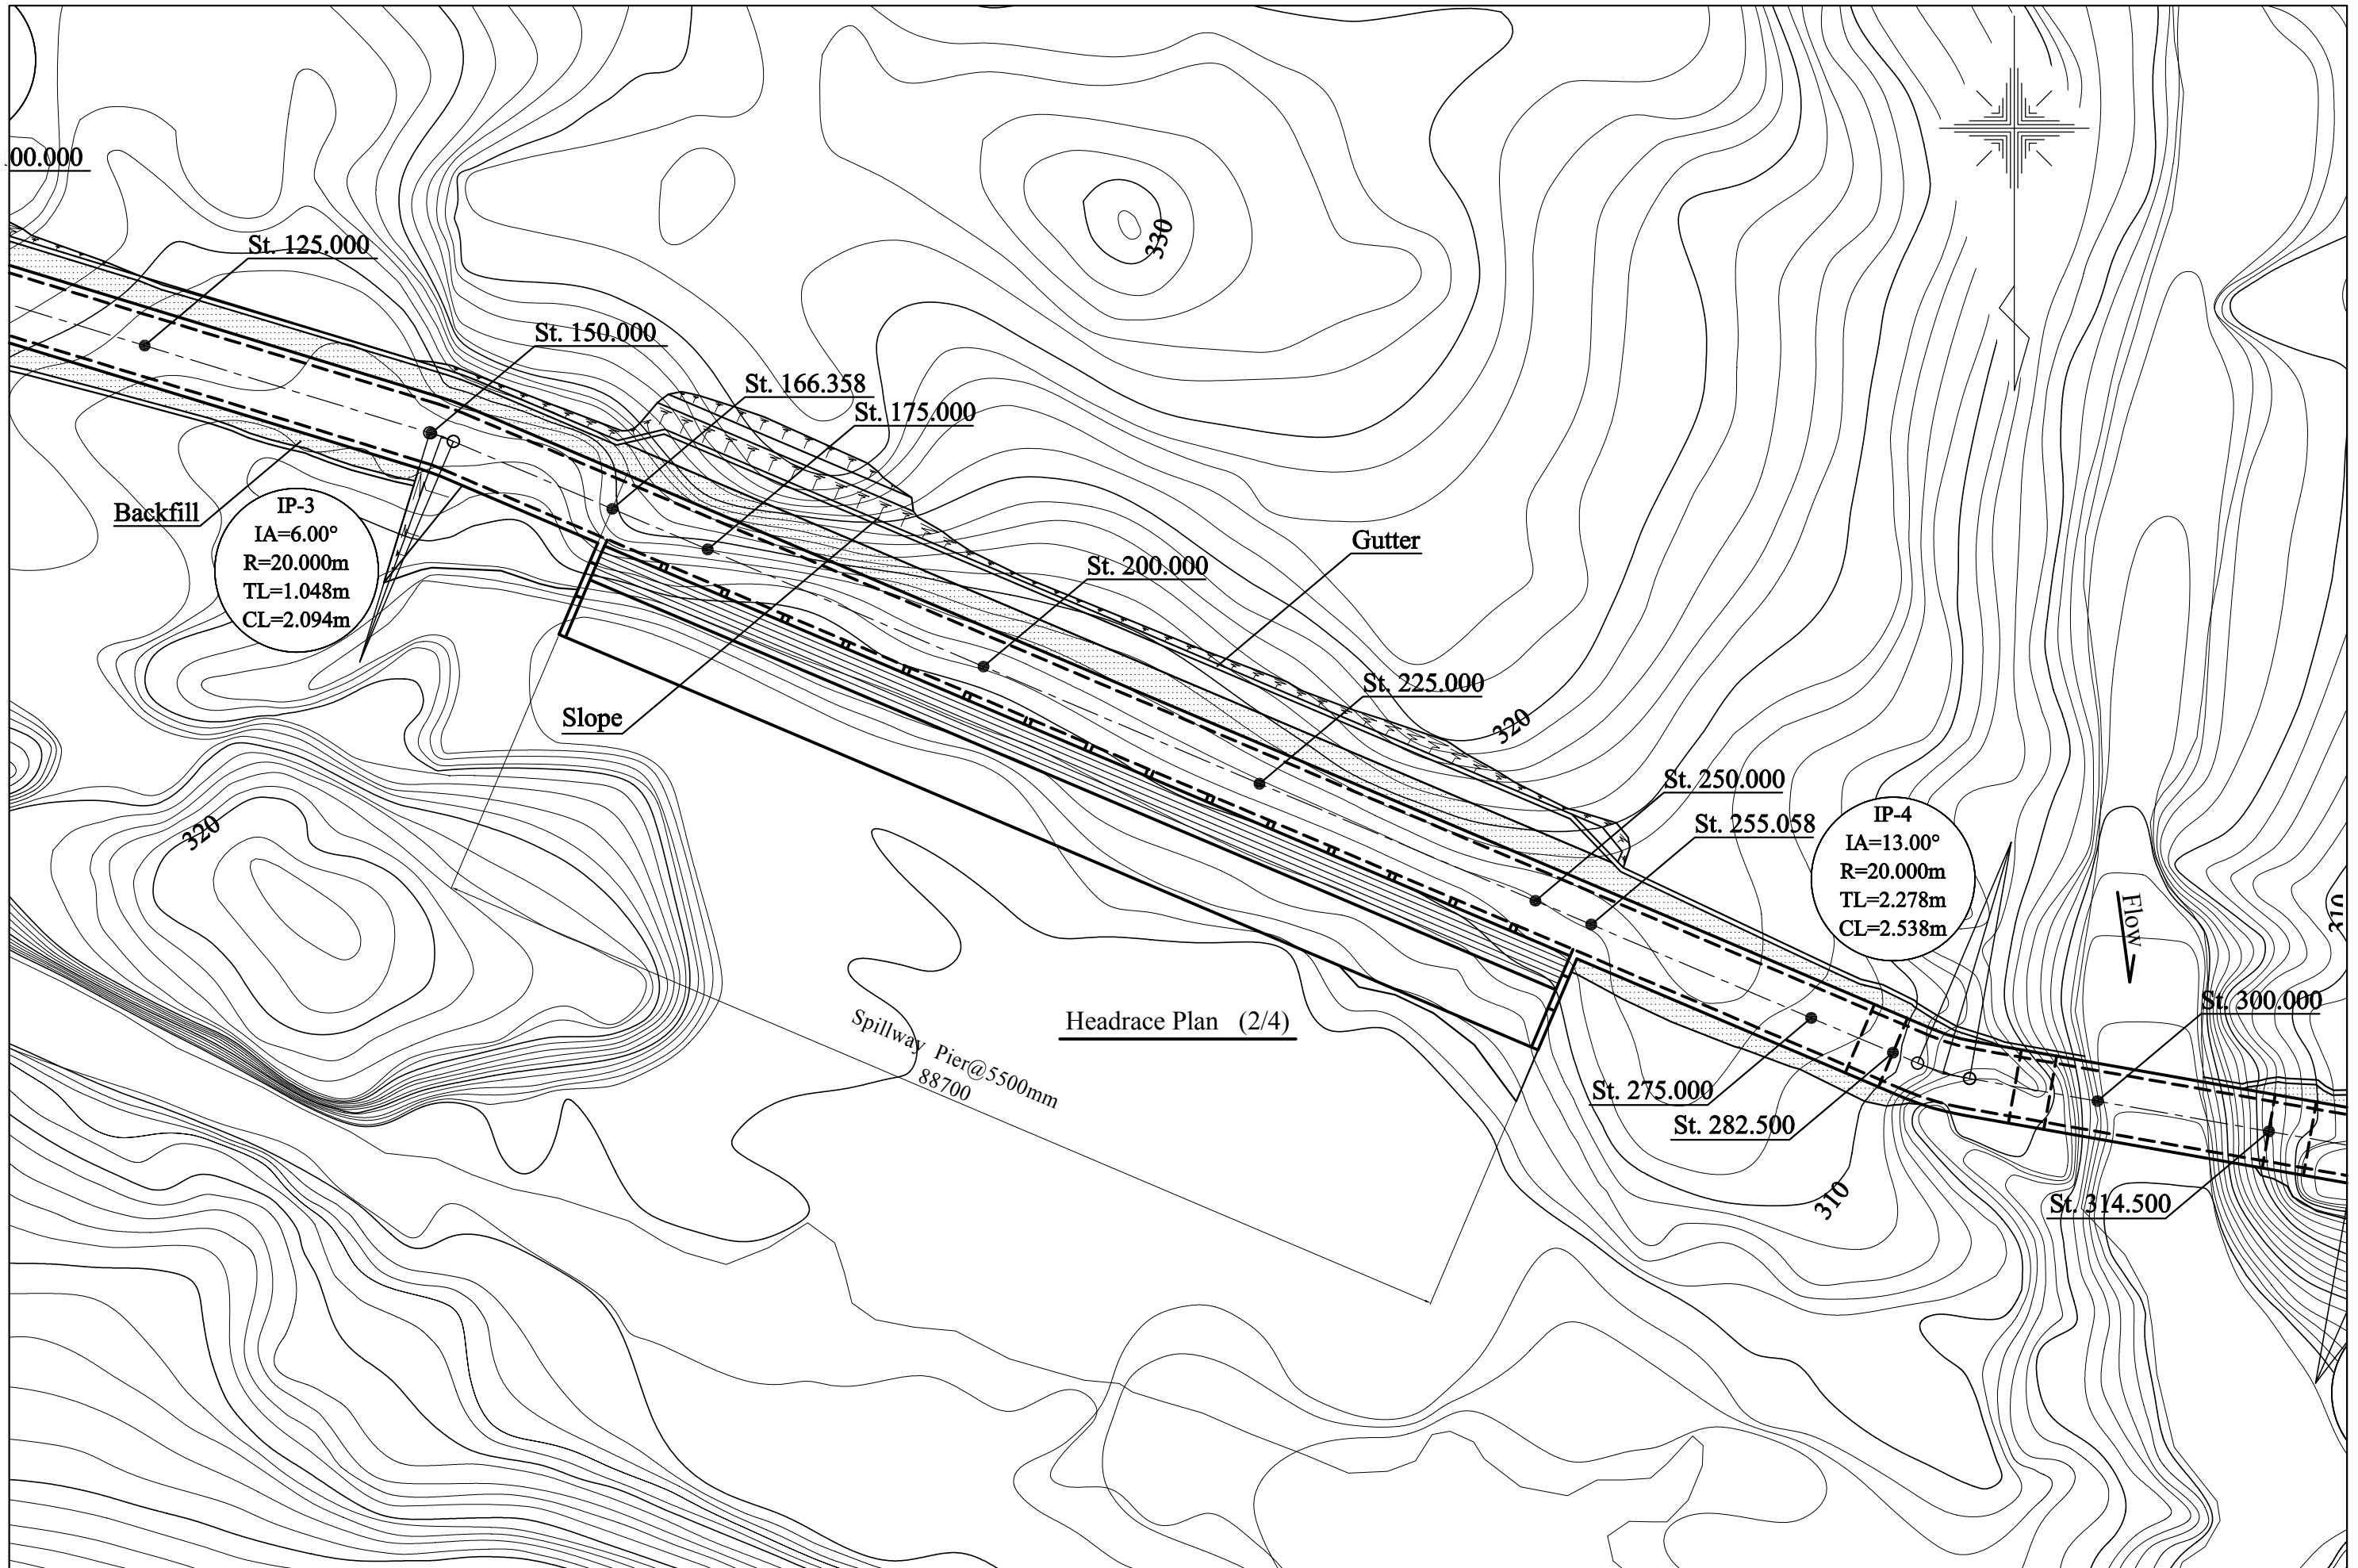 .00.000
St. 125.000
330
St. 150.000
St. 166.358
St. 175.000
Backfill
IP-3
IA=6.00°
R=20.000m
TL=1.048m
CL=2.094m
Gutter
St. 200.000
Slope
St. 225.000
320
St. 250.000
320
St. 255.058
IP-4
IA=13.00°
R=20.000m
TL=2.278m
CL=2.538m
310
Flow
St. 300.000
Spillway Pier@5500mm
88700
Headrace Plan (2/4)
St. 275.000
St. 282.500
310
St. 314.500